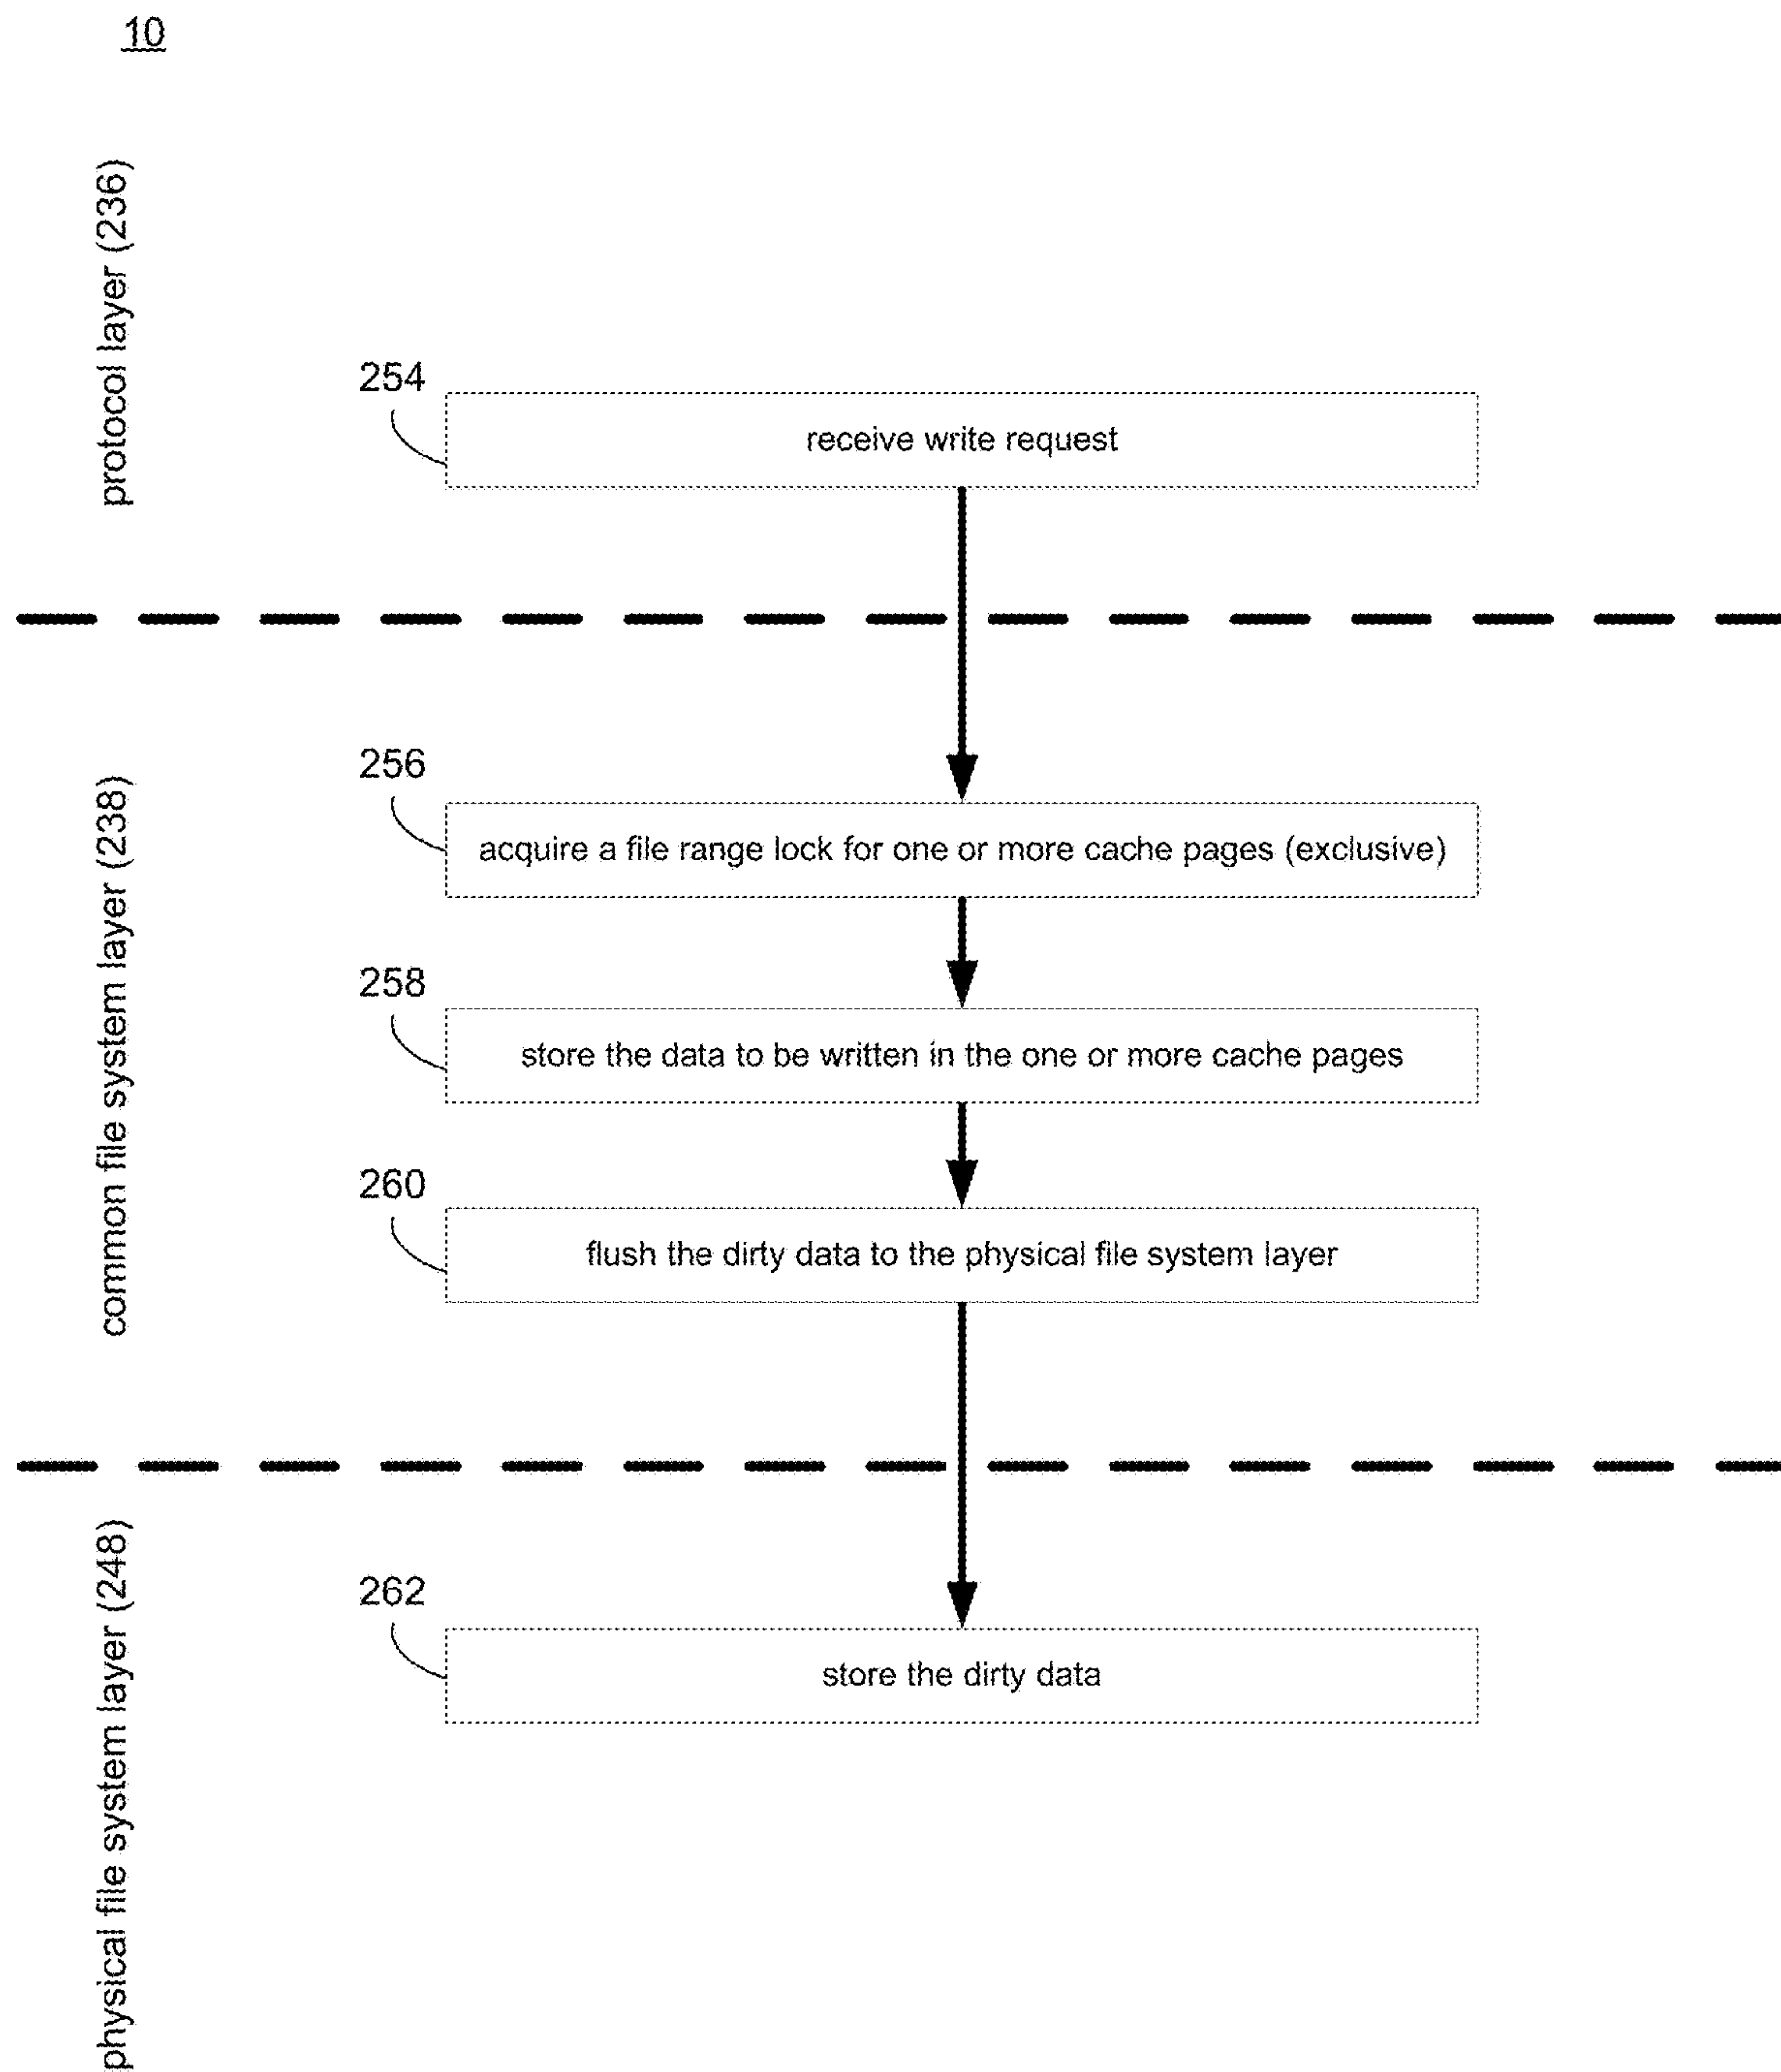 10
protocol layer (236)
254
receive write request
common file system layer (238)
256
acquire a file range lock for one or more cache pages (exclusive)
258
store the data to be written in the one or more cache pages
260
flush the dirty data to the physical file system layer
physical file system layer (248)
262
store the dirty data